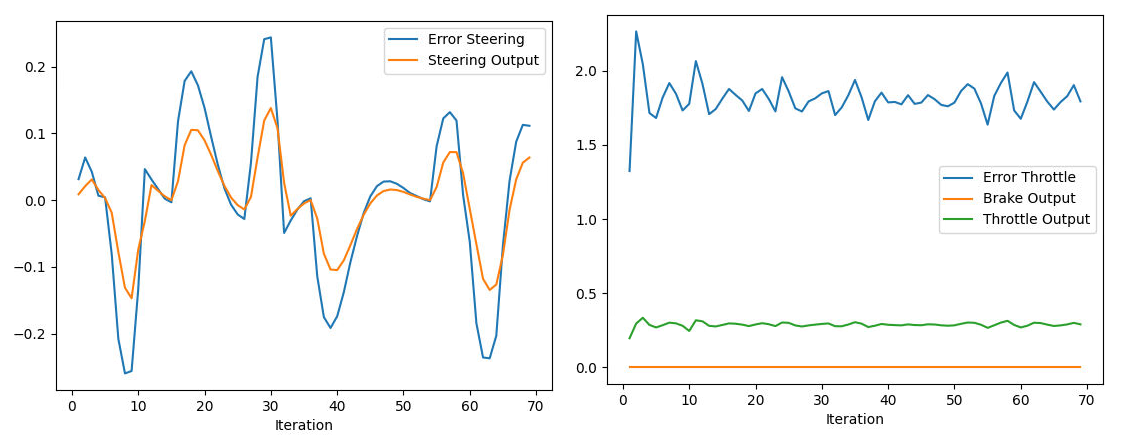 Error Steering
Steering Output
0.2
0.1
0.0
−0.1
−0.2
0 10 20 30 40 50 60 70
Iteration
Error Throttle
Brake Output
Throttle Output
2.0
1.5
1.0
0.5
0.0
0 10 20 30 40 50 60 70
Iteration